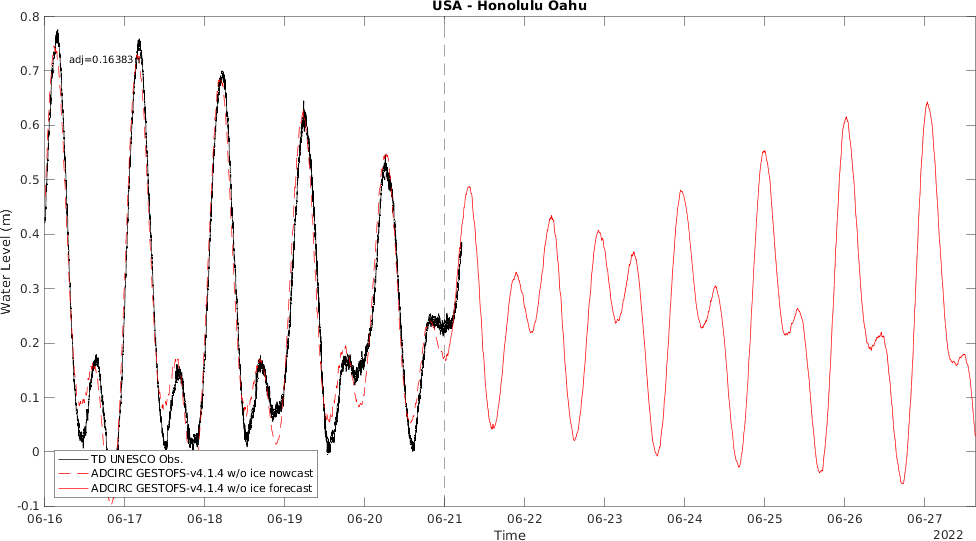 USA - Honolulu Oahu
adj=0.16383
Water Level (m)
0.8
0.7
0.6
0.5
0.4
0.3
0.2
0.1
0
-0.1
TD UNESCO Obs.
ADCIRC GESTOFS-v4.1.4 w/o ice nowcast
ADCIRC GESTOFS-v4.1.4 w/o ice forecast
06-16 06-17 06-18 06-19 06-20 06-21 06-22 06-23 06-24 06-25 06-26 06-27
Time
2022